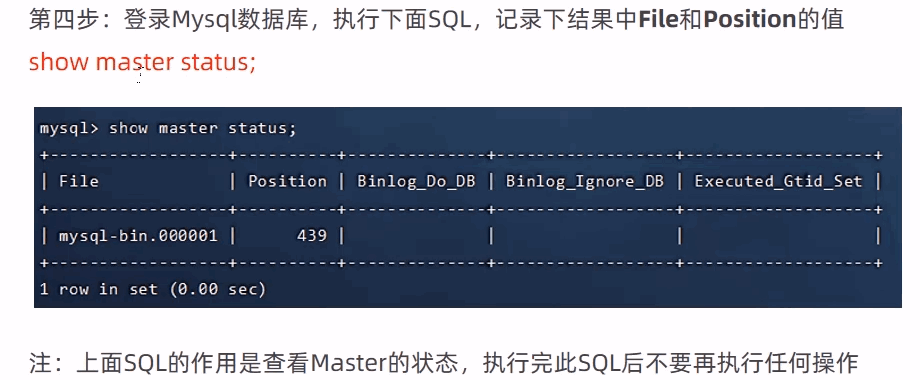 第四步：登录Mysql数据库，执行下面SQL，记录下结果中File和Position的值
show master status;
mysql> show master status;
+------------------+----------+--------------+------------------+-------------------+
| File             | Position | Binlog_Do_DB | Binlog_Ignore_DB | Executed_Gtid_Set |
+------------------+----------+--------------+------------------+-------------------+
| mysql-bin.000001 |      439 |              |                  |                   |
+------------------+----------+--------------+------------------+-------------------+
1 row in set (0.00 sec)
注：上面SQL的作用是查看Master的状态，执行完此SQL后不要再执行任何操作